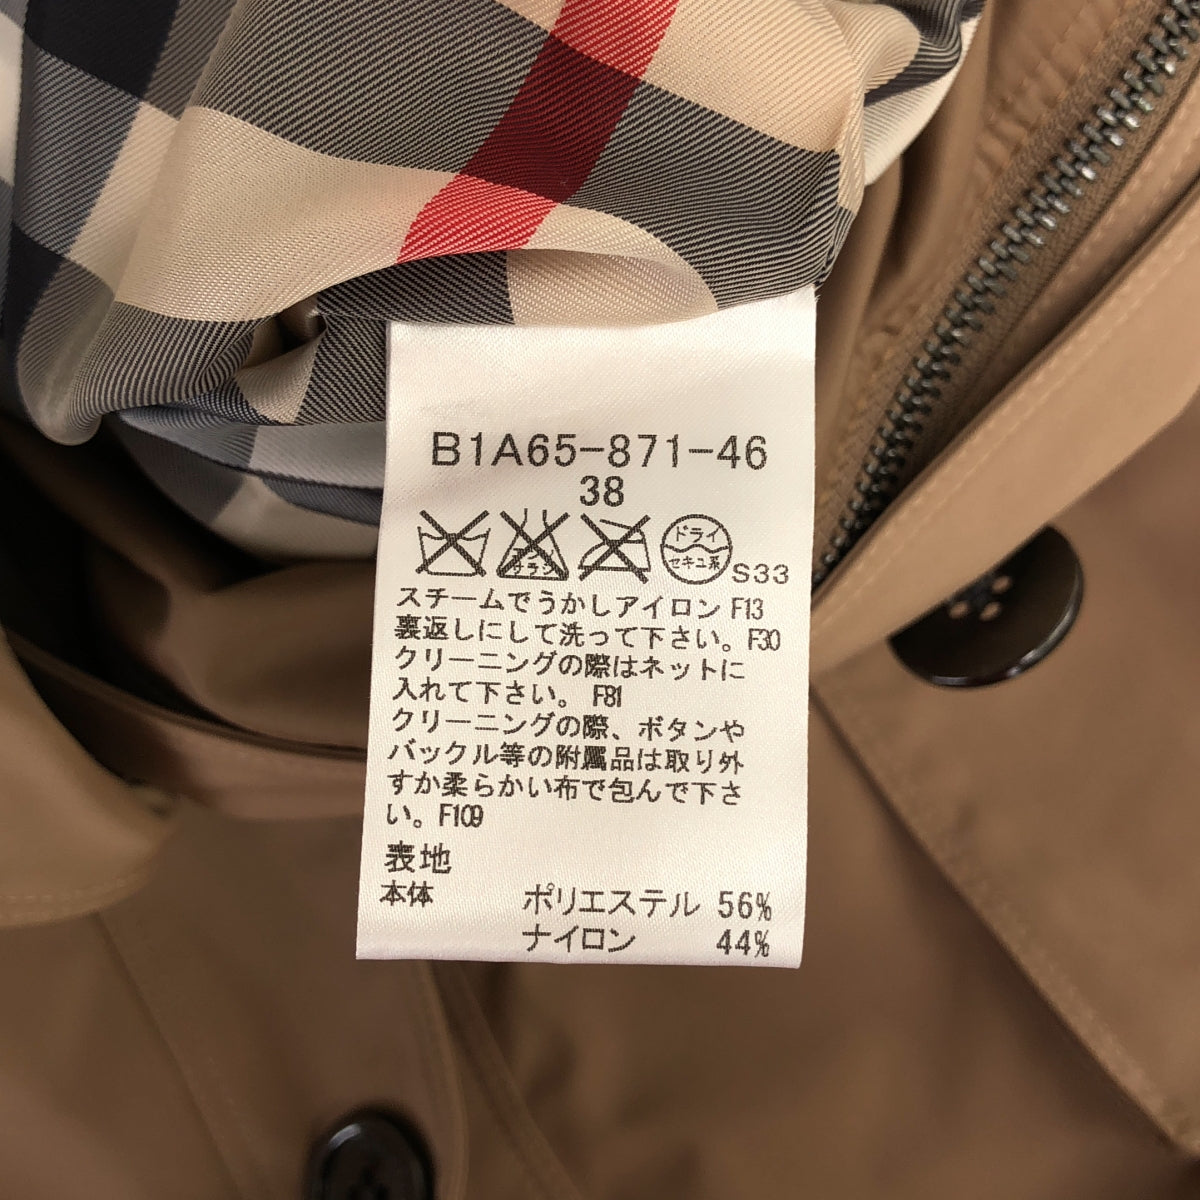 B1A65-871-46
38
エンソ
サラシ
ドライ
セキユ系
S33
スチームでうかしアイロン F13
裏返しにして洗って下さい。F30
クリーニングの際はネットに
入れて下さい。 F81
クリーニングの際、ボタンや
バックル等の附属品は取り外
すか柔らかい布で包んで下さ
い。F109
表地
本体 ポリエステル 56%
ナイロン 44%